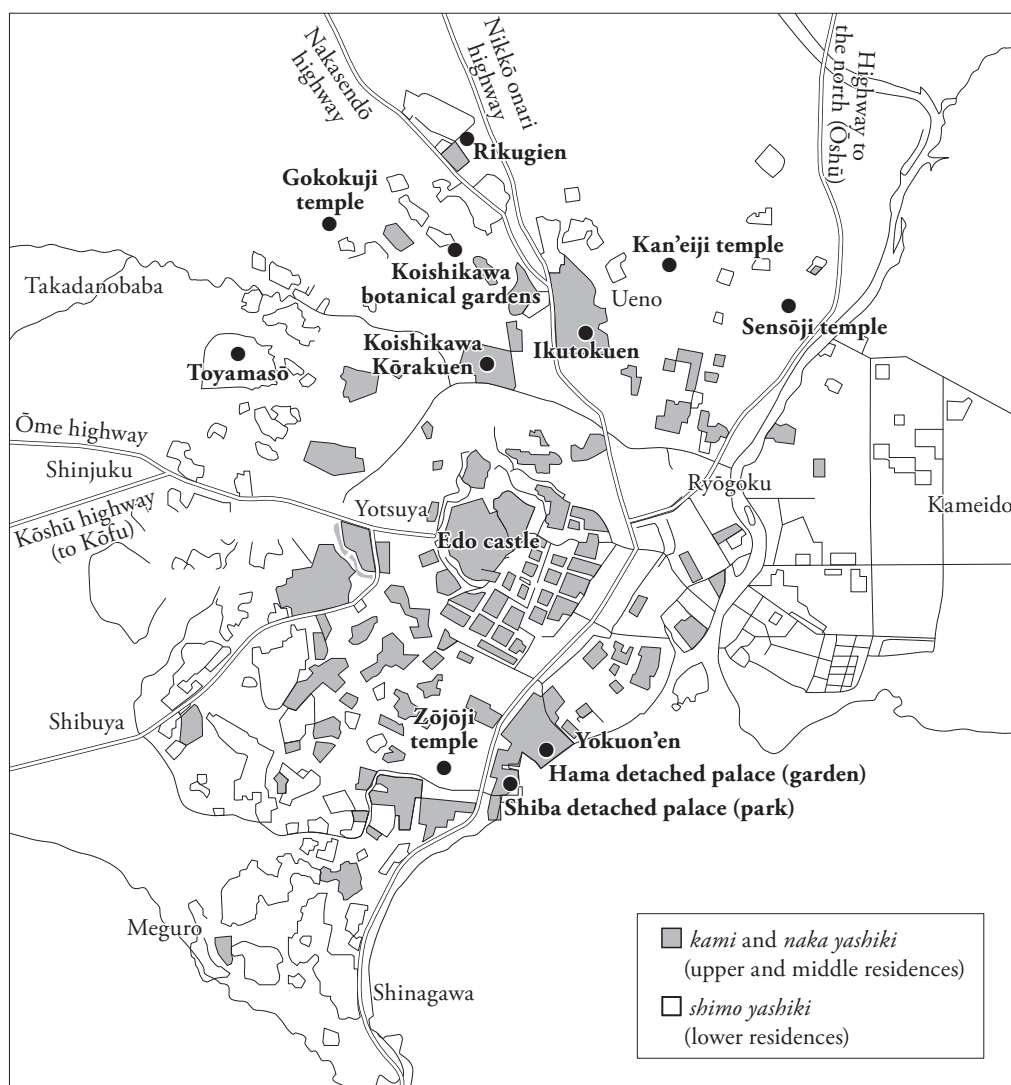 Nakasendō
highway
Nikkō onari
highway
Highway to
the north (Ōshū)
Rikugien
Gokokuji
temple
Kan'eiji temple
Koishikawa
botanical gardens
Takadanobaba
Ueno
Sensōji temple
Koishikawa
Kōrakuen
Ikutokuen
Toyamasō
Ōme highway
Shinjuku
Kōshū highway
(to Kōfu)
Yotsuya
Ryōgoku
Kameido
Edo castle
Shibuya
Zōjōji
temple
Yokuon'en
Hama detached palace (garden)
Shiba detached palace (park)
Meguro
Shinagawa
kami and naka yashiki
(upper and middle residences)
shimo yashiki
(lower residences)